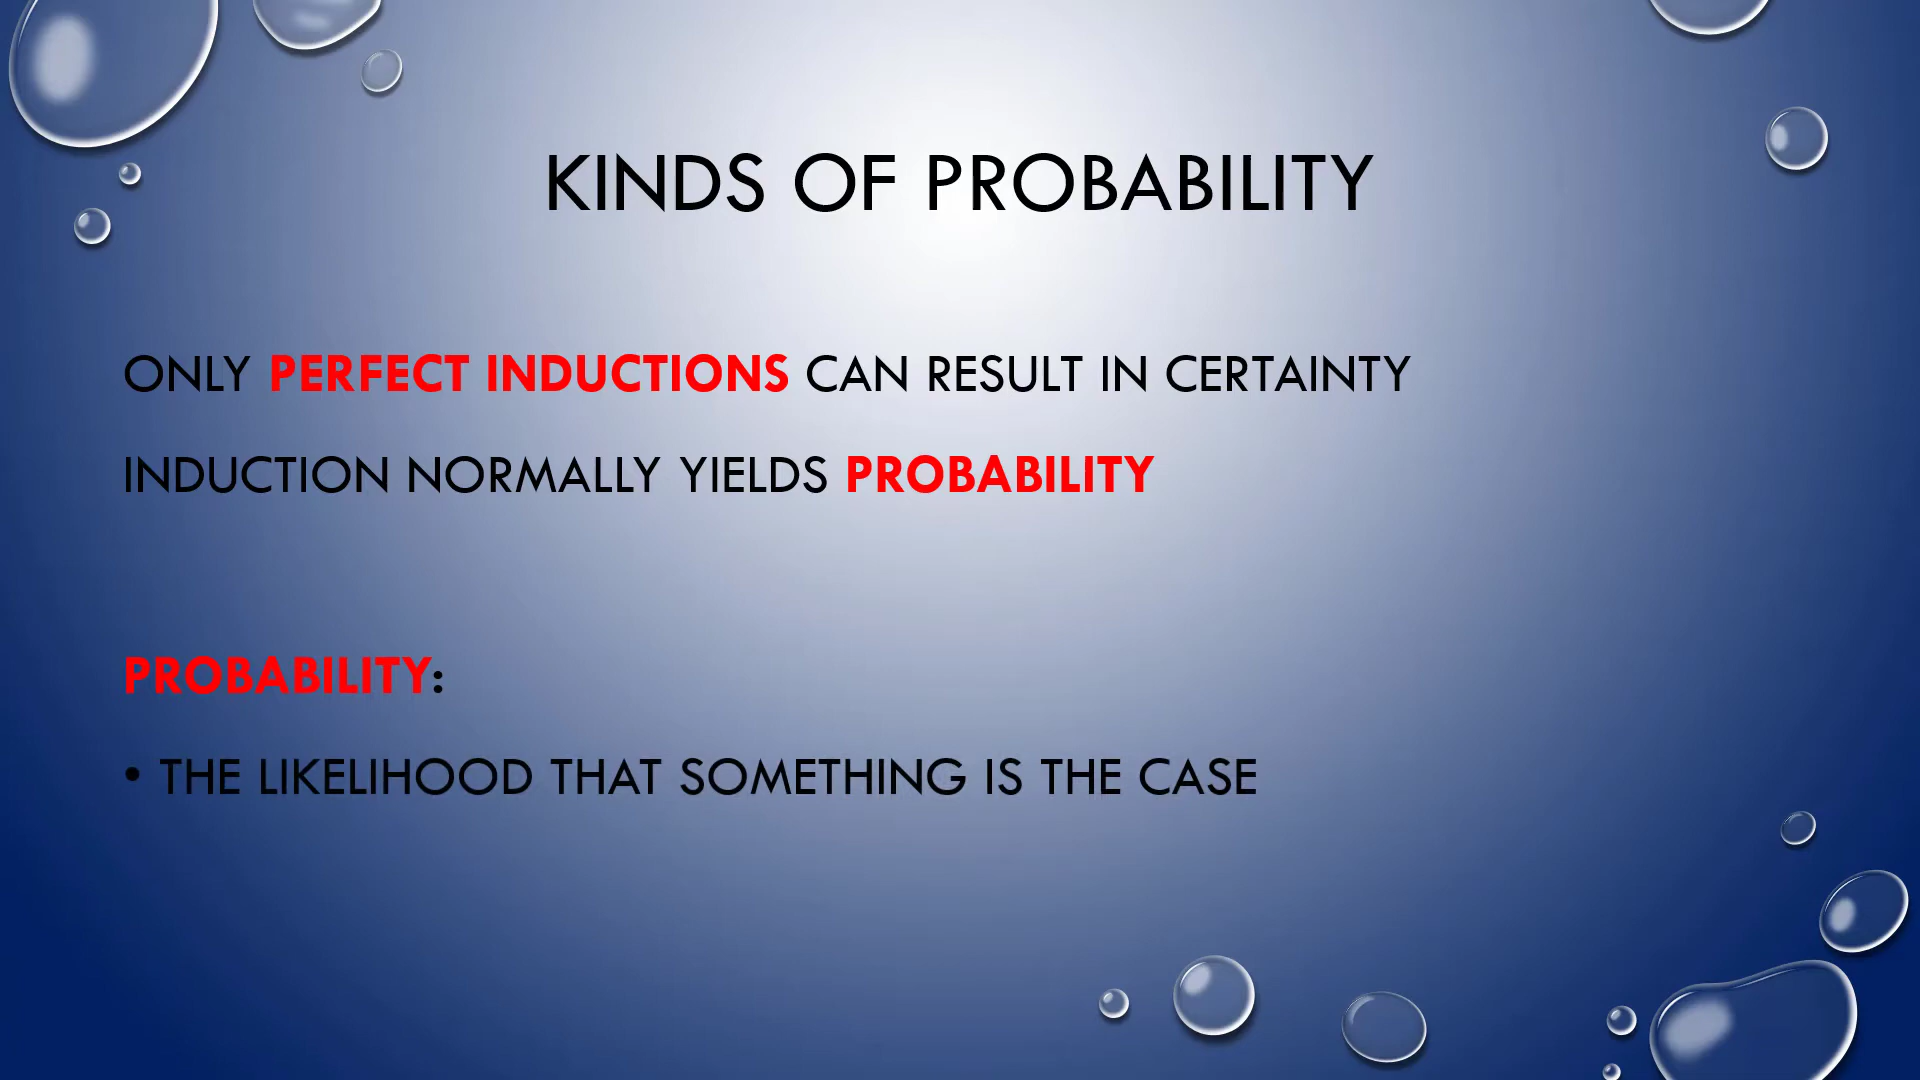 KINDS OF PROBABILITY
ONLY PERFECT INDUCTIONS CAN RESULT IN CERTAINTY
INDUCTION NORMALLY YIELDS PROBABILITY
PROBABILITY:
• THE LIKELIHOOD THAT SOMETHING IS THE CASE